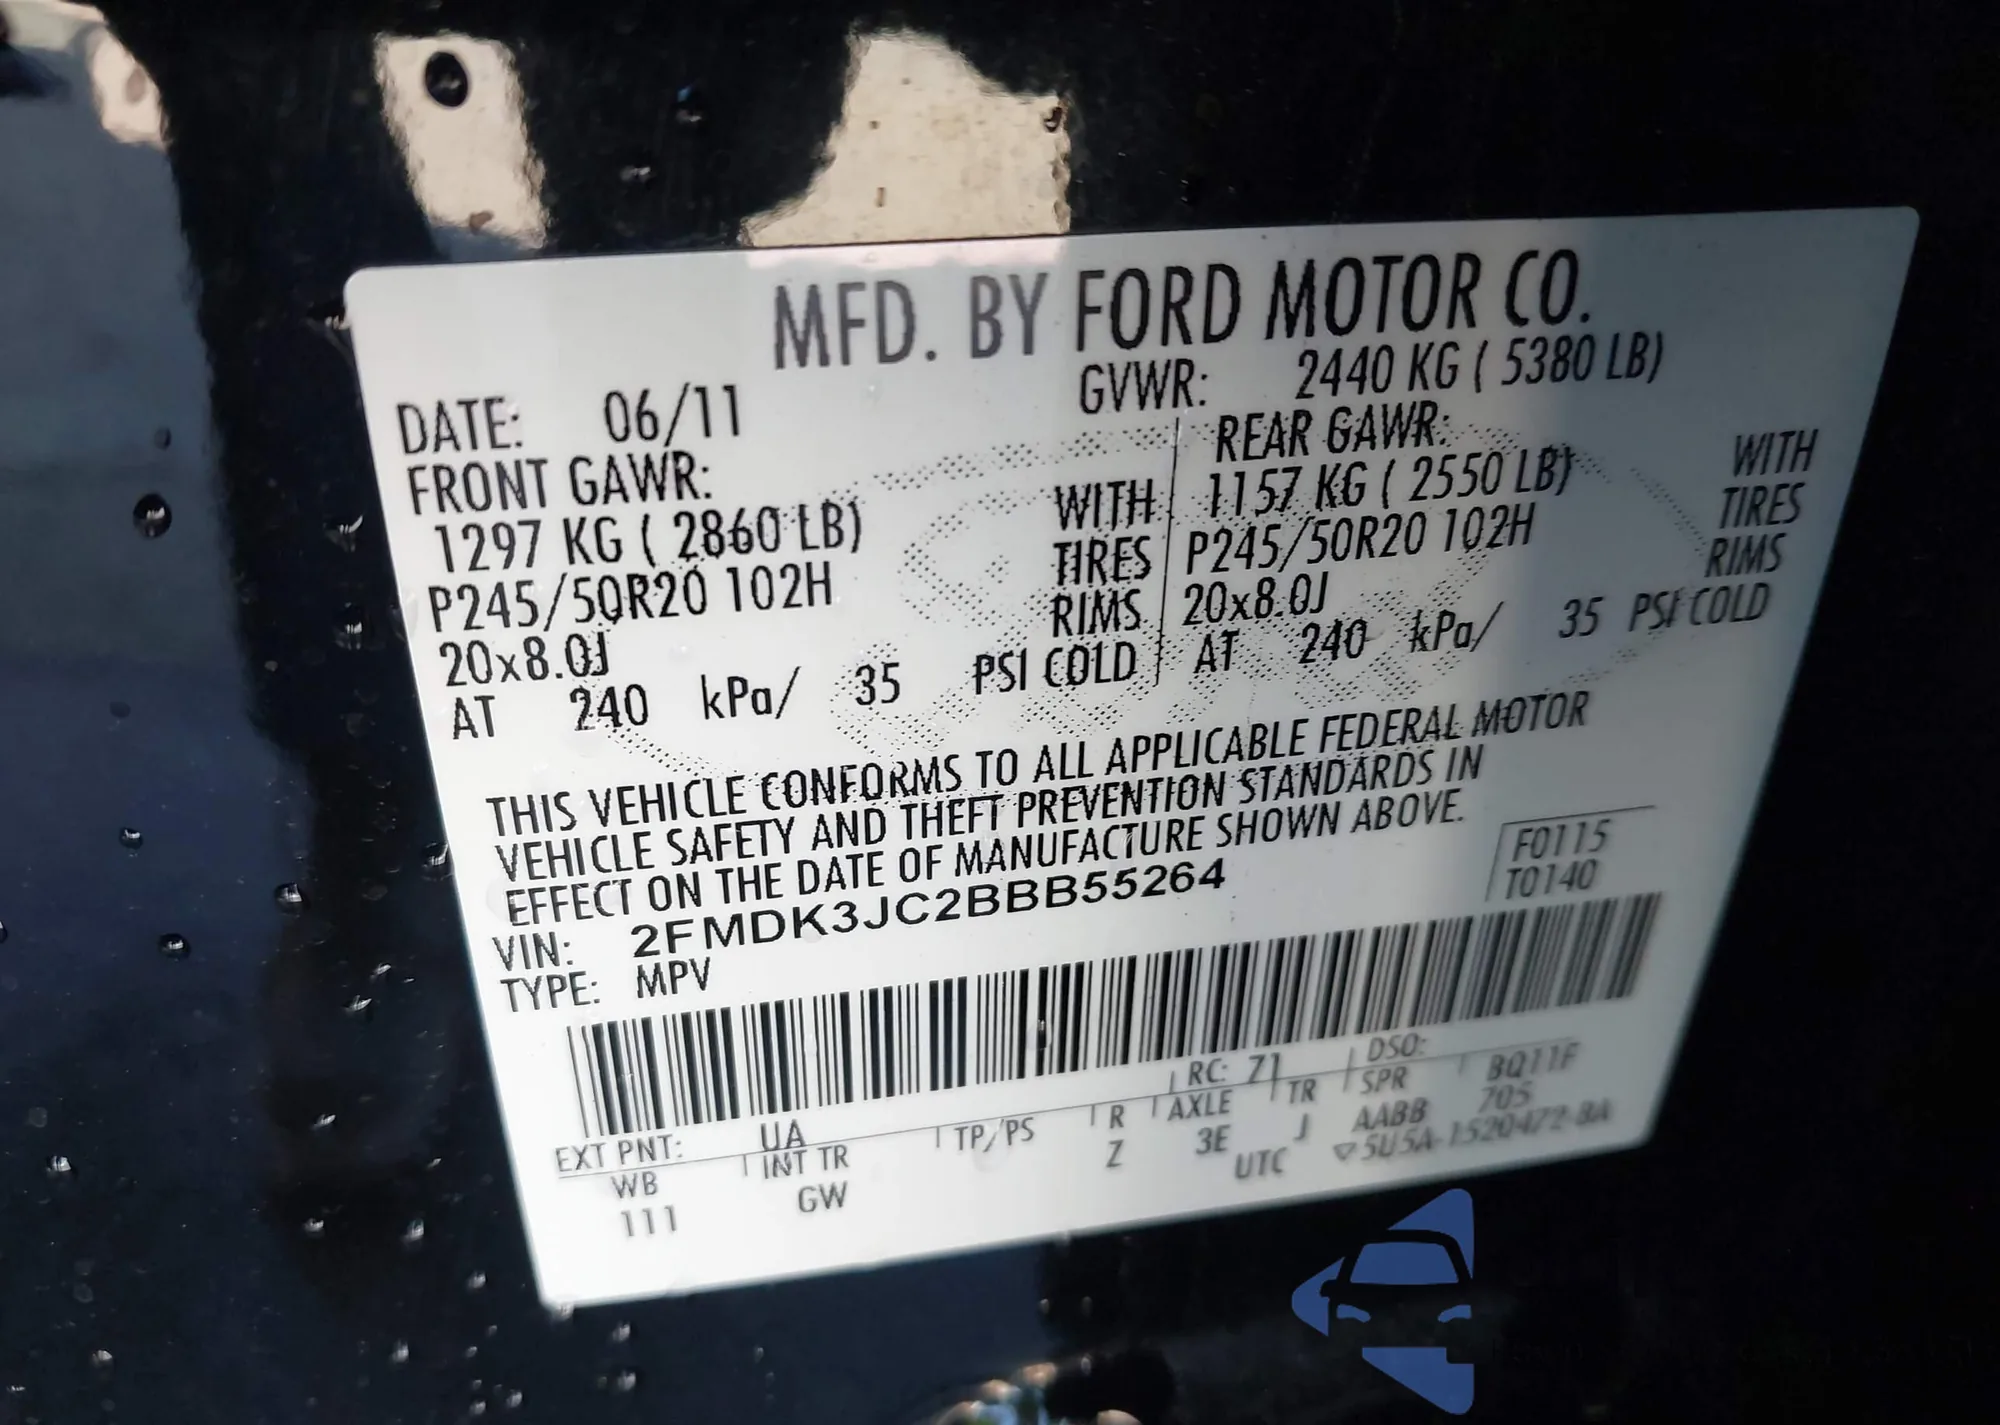 MFD. BY FORD MOTOR CO.
DATE: 06/11 GVWR: 2440 KG ( 5380 LB)
FRONT GAWR: REAR GAWR:
1297 KG ( 2860 LB) WITH 1157 KG ( 2550 LB) WITH
P245/50R20 102H TIRES P245/50R20 102H TIRES
20x8.0J RIMS 20x8.0J RIMS
AT 240 kPa/ 35 PSI COLD AT 240 kPa/ 35 PSI COLD
THIS VEHICLE CONFORMS TO ALL APPLICABLE FEDERAL MOTOR
VEHICLE SAFETY AND THEFT PREVENTION STANDARDS IN
EFFECT ON THE DATE OF MANUFACTURE SHOWN ABOVE.
F0115
T0140
VIN: 2FMDK3JC2BBB55264
TYPE: MPV
EXT PNT: UA RC: 71 DSO:
WB INT TR TP/PS R AXLE TR SPR BQ11F
111 GW Z 3E J AABB 705
UTC ▽5U5A-1520472-BA